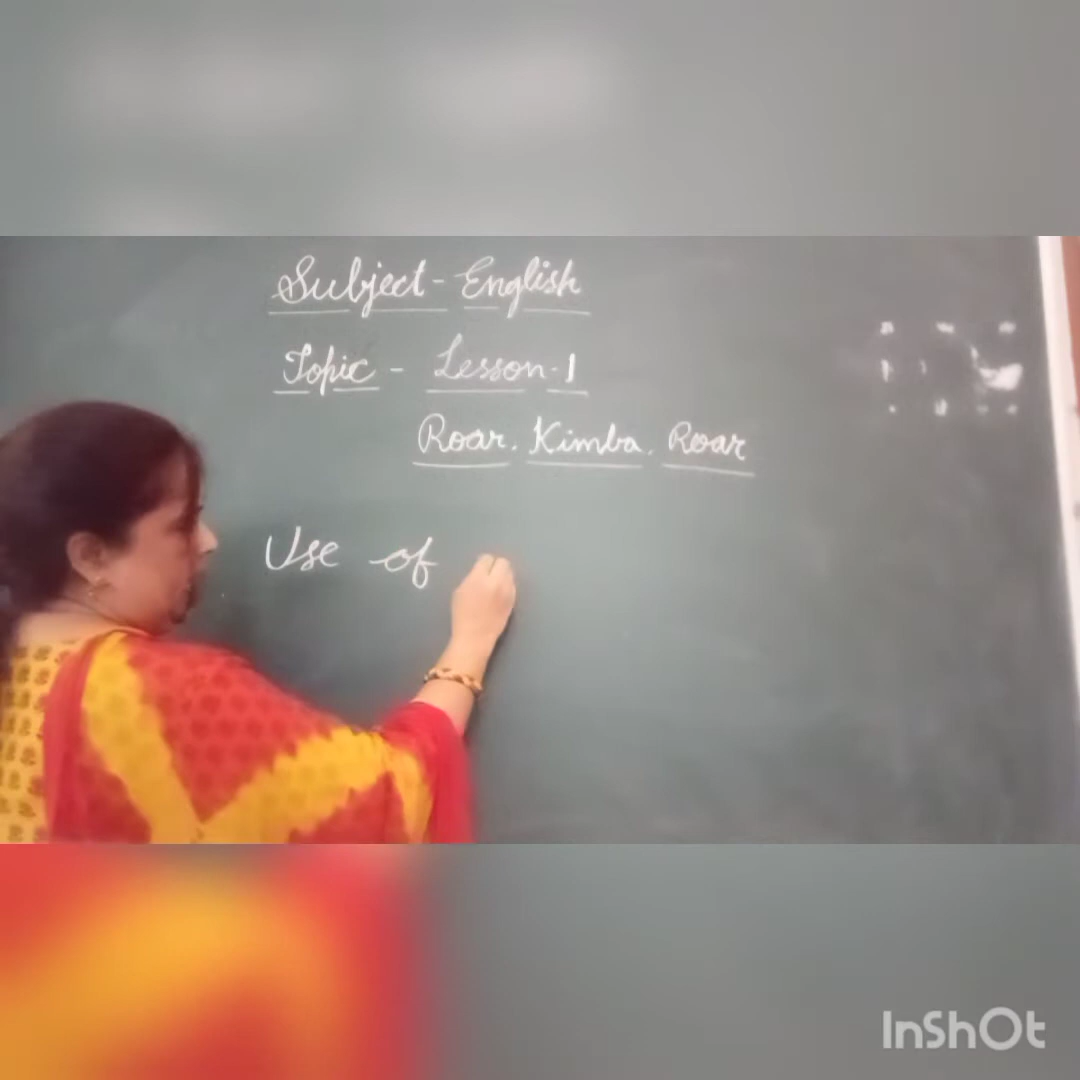 Subject - English
Topic - Lesson-1
Roar. Kimba. Roar
Use of
InShOt